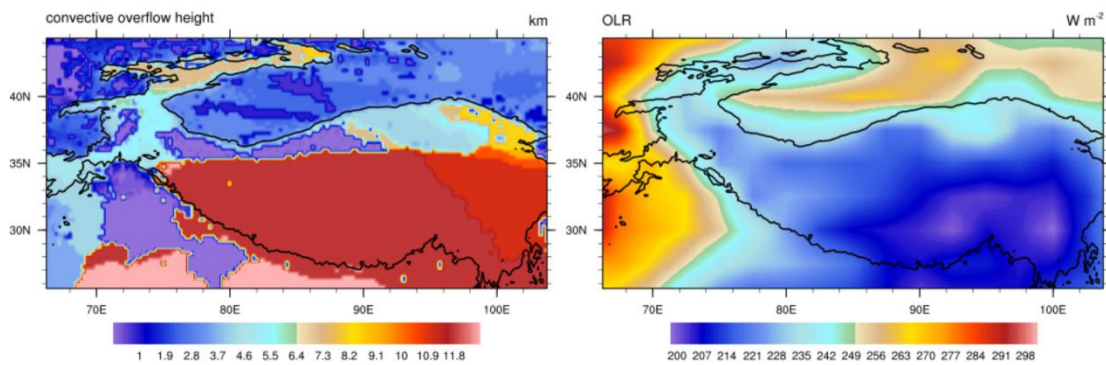 convective overflow height km
OLR W m-2
40N
35N
30N
70E 80E 90E 100E
1 1.9 2.8 3.7 4.6 5.5 6.4 7.3 8.2 9.1 10 10.9 11.8
40N
35N
30N
70E 80E 90E 100E
200 207 214 221 228 235 242 249 256 263 270 277 284 291 298